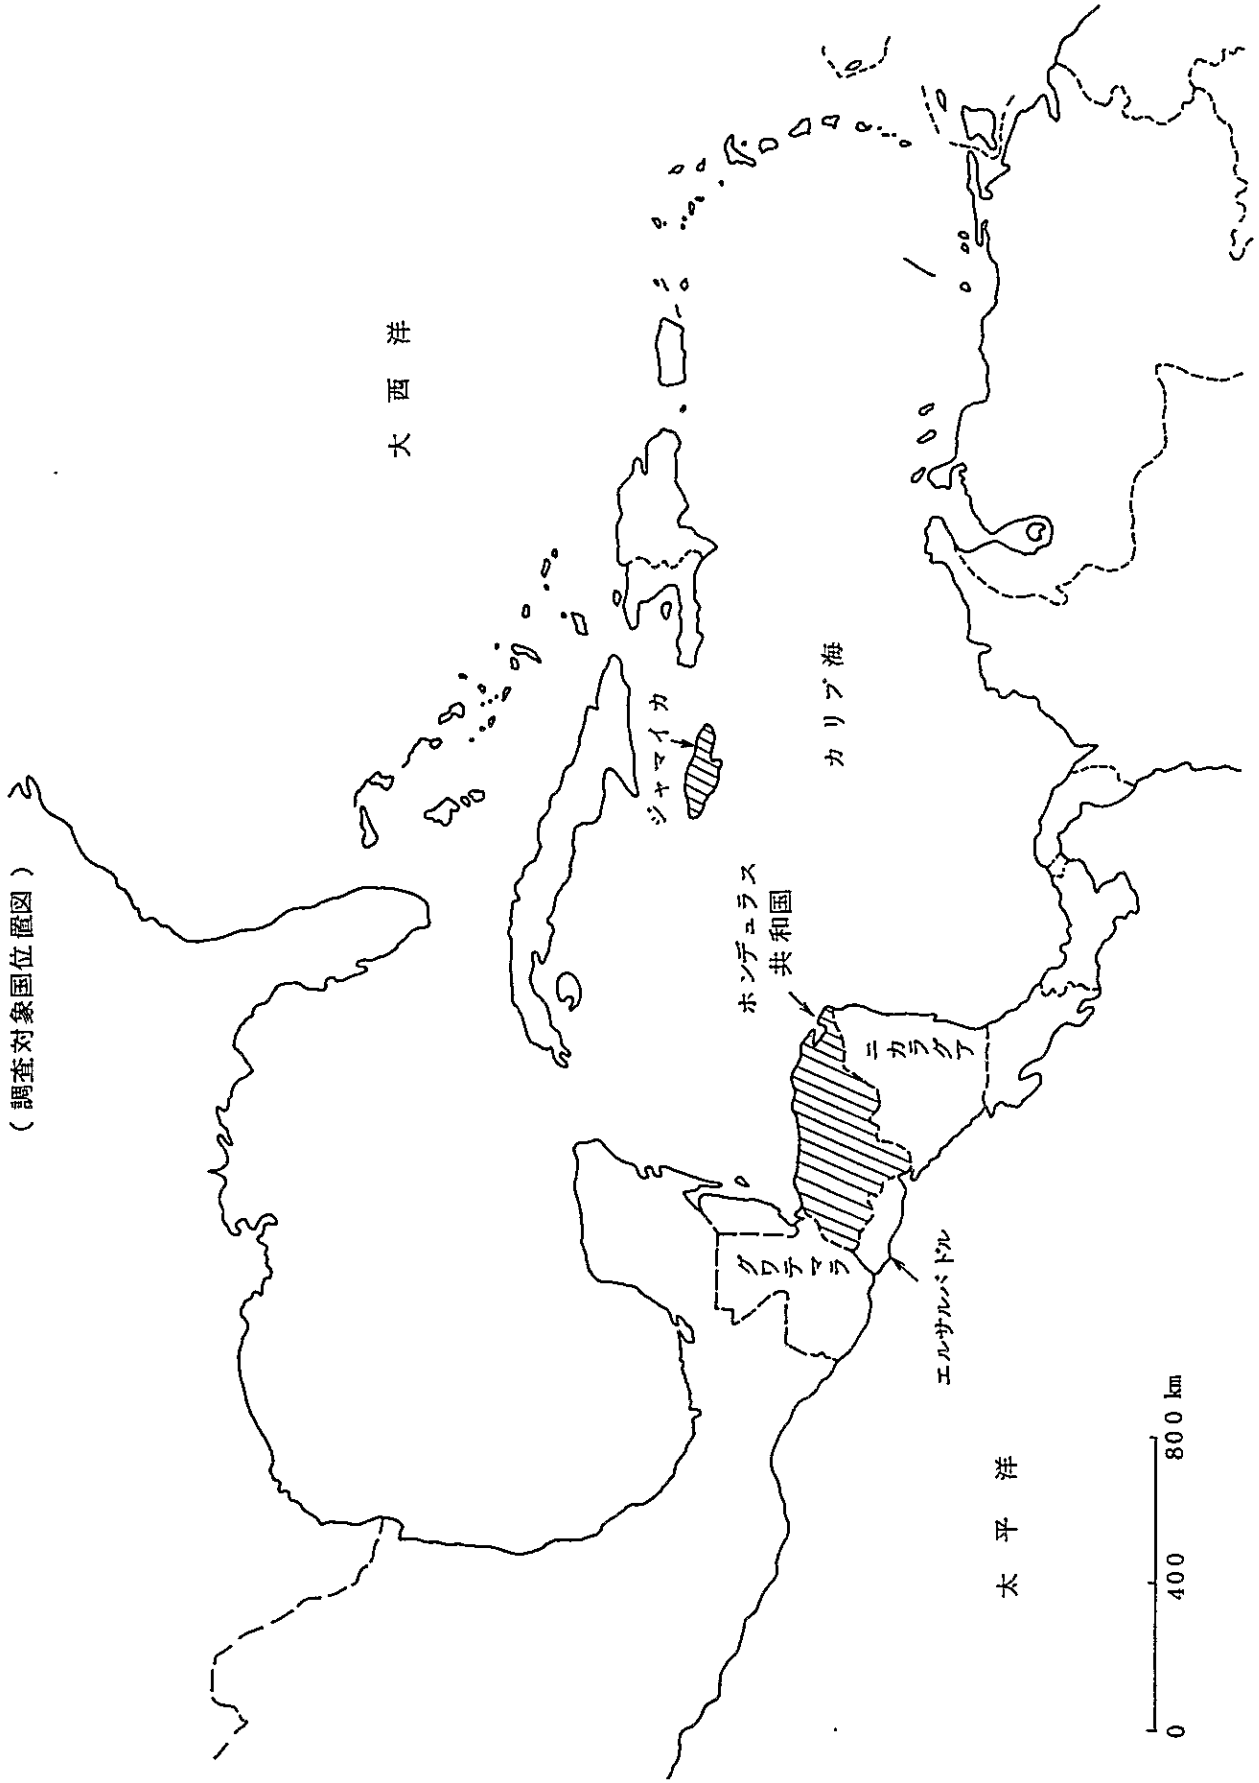 (調査対象国位置図)
大西洋
ジャマイカ
カリブ海
ホンデュラス
共和国
ニカラグア
グワテマラ
エルサルバドル
太平洋
0 400 800 km